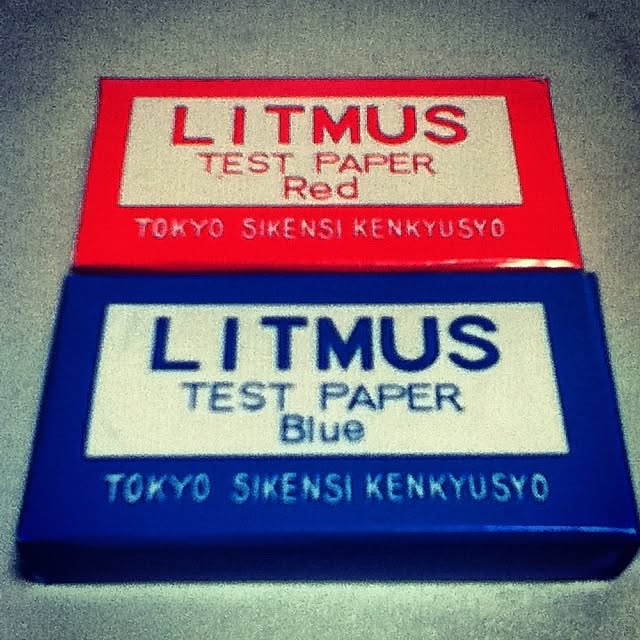 LITMUS
TEST PAPER
Red
TOKYO SIKENSI KENKYUSYO
LITMUS
TEST PAPER
Blue
TOKYO SIKENSI KENKYUSYO